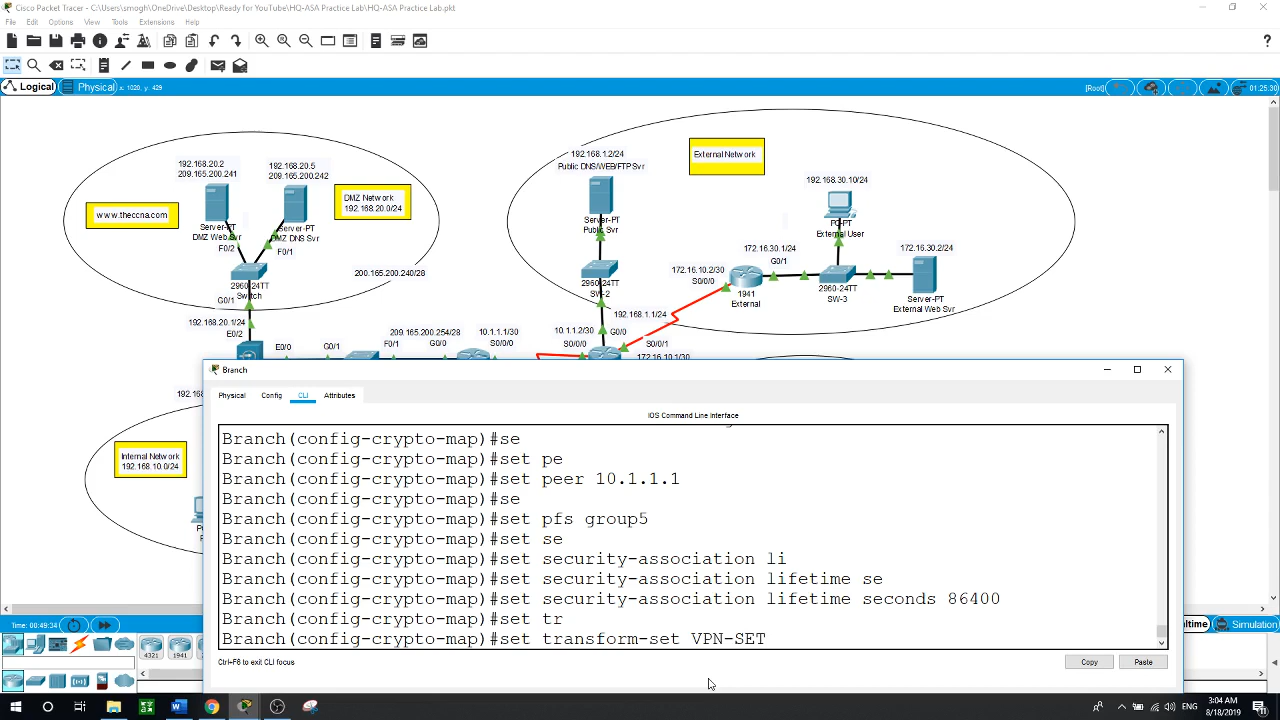 Cisco Packet Tracer - C:\Users\smogh\OneDrive\Desktop\Ready for YouTube\HQ-ASA Practice Lab\HQ-ASA Practice Lab.pkt
File Edit Options View Tools Extensions Help
Logical Physical x: 1020, y: 429 [Root] 01:25:30
192.168.20.2
209.165.200.241
192.168.20.5
209.165.200.242
DMZ Network
192.168.20.0/24
www.theccna.com
Server-PT
DMZ Web Svr
F0/2
Server-PT
DMZ DNS Svr
F0/1
2960-24TT
Switch
G0/1
200.165.200.240/28
192.168.20.1/24
E0/2
E0/0
G0/1
F0/1
209.165.200.254/28
G0/0
10.1.1.1/30
S0/0/0
192.168.1.2/24
Public DNS/WEB/FTP Svr
External Network
Server-PT
Public Svr
2960-24TT
SW-2
192.168.1.1/24
G0/0
10.1.1.2/30
S0/0/0
S0/0/1
172.16.10.1/30
172.16.10.2/30
S0/0/0
1941
External
172.16.30.1/24
G0/1
192.168.30.10/24
PC-PT
External User
2960-24TT
SW-3
172.16.30.2/24
Server-PT
External Web Svr
192.168
Internal Network
192.168.10.0/24
Branch
Physical Config CLI Attributes
IOS Command Line Interface
Branch(config-crypto-map)#se
Branch(config-crypto-map)#set pe
Branch(config-crypto-map)#set peer 10.1.1.1
Branch(config-crypto-map)#se
Branch(config-crypto-map)#set pfs group5
Branch(config-crypto-map)#set se
Branch(config-crypto-map)#set security-association li
Branch(config-crypto-map)#set security-association lifetime se
Branch(config-crypto-map)#set security-association lifetime seconds 86400
Branch(config-crypto-map)#set tr
Branch(config-crypto-map)#set transform-set VPN-SET
Ctrl+F6 to exit CLI focus
Copy Paste
Time: 00:49:34
ltime Simulation
4321 1941
ENG
3:04 AM
8/18/2019